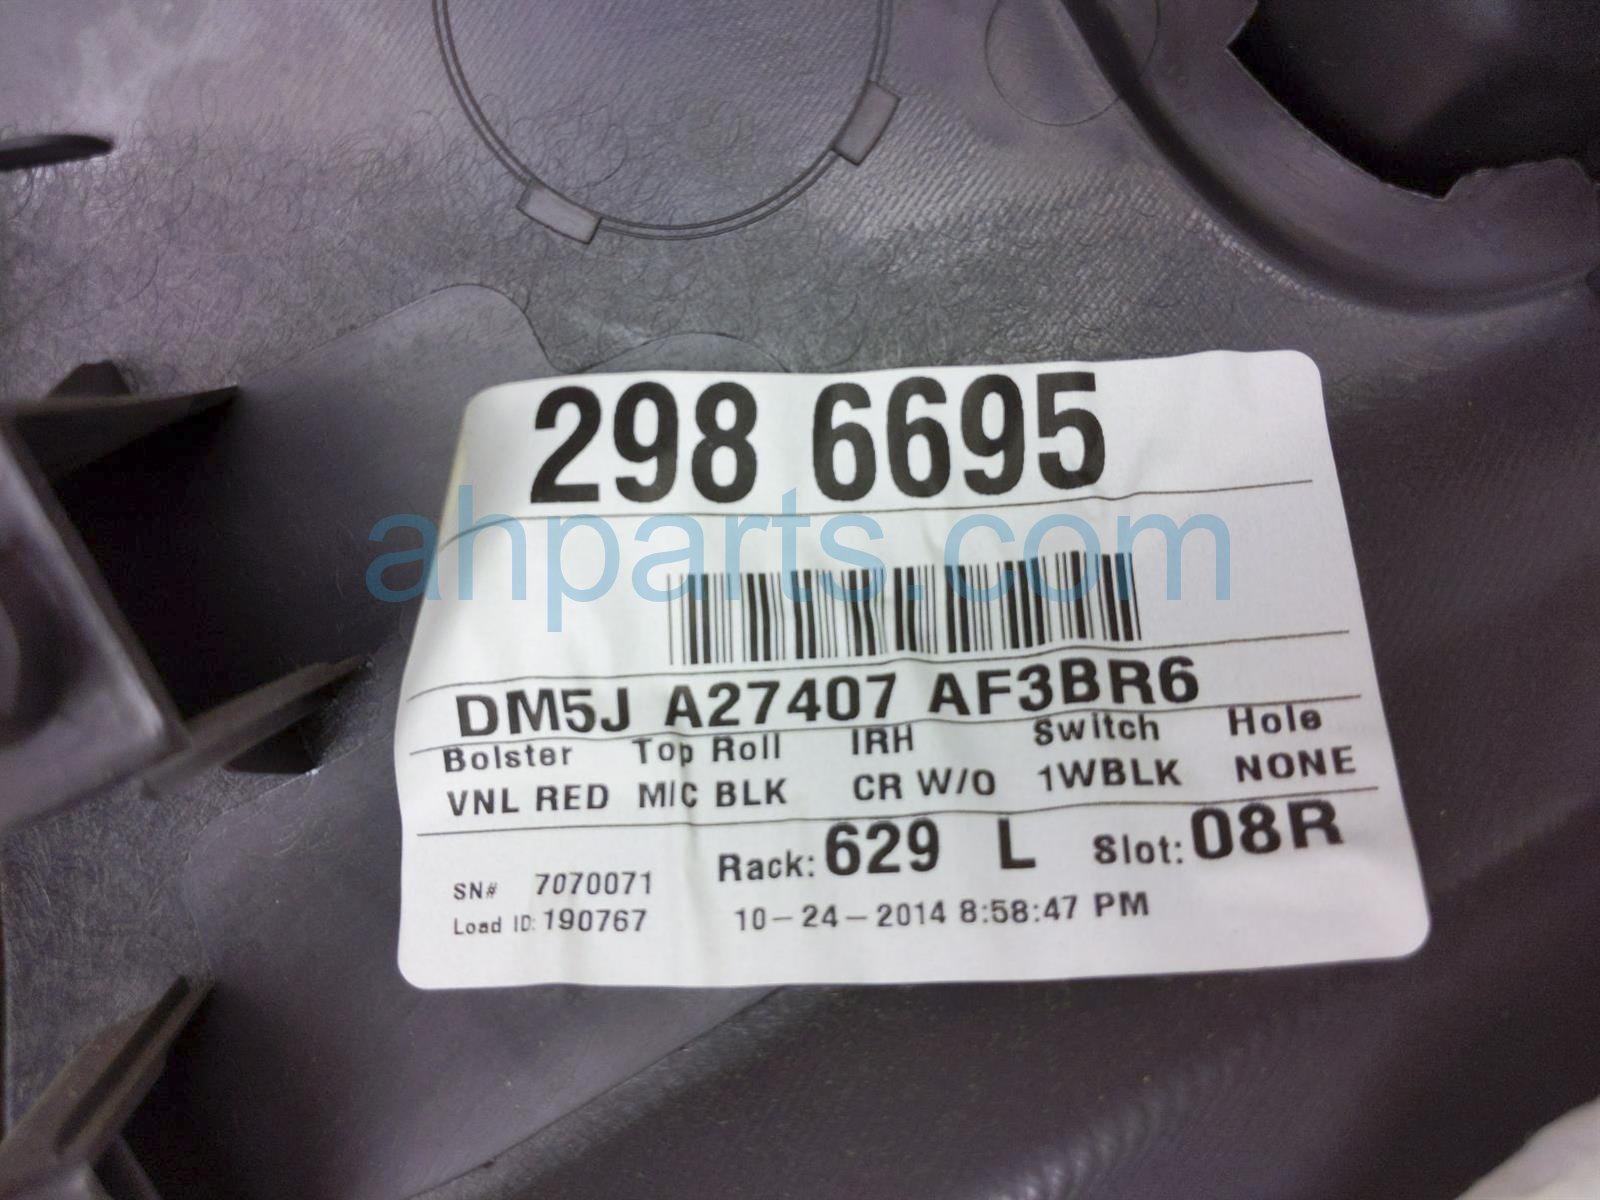 298 6695
ahparts.com
DM5J A27407 AF3BR6
Bolster Top Roll IRH Switch Hole
VNL RED MIC BLK CR W/O 1WBLK NONE
Rack: 629 L Slot: 08R
SN# 7070071
Load ID: 190767 10-24-2014 8:58:47 PM